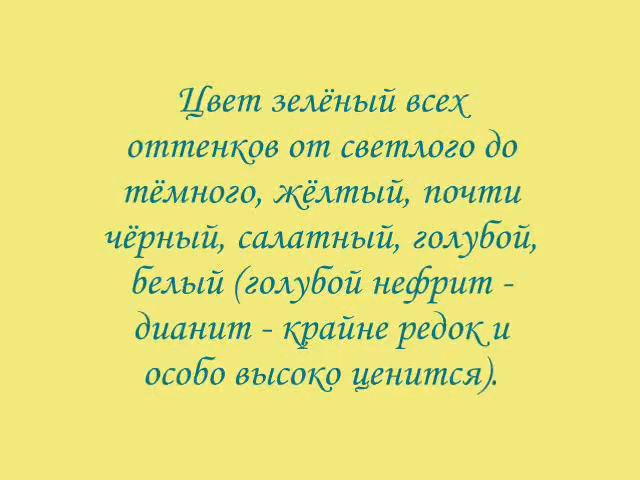 Цвет зелёный всех
оттенков от светлого до
тёмного, жёлтый, почти
чёрный, салатный, голубой,
белый (голубой нефрит -
дианит - крайне редок и
особо высоко ценится).